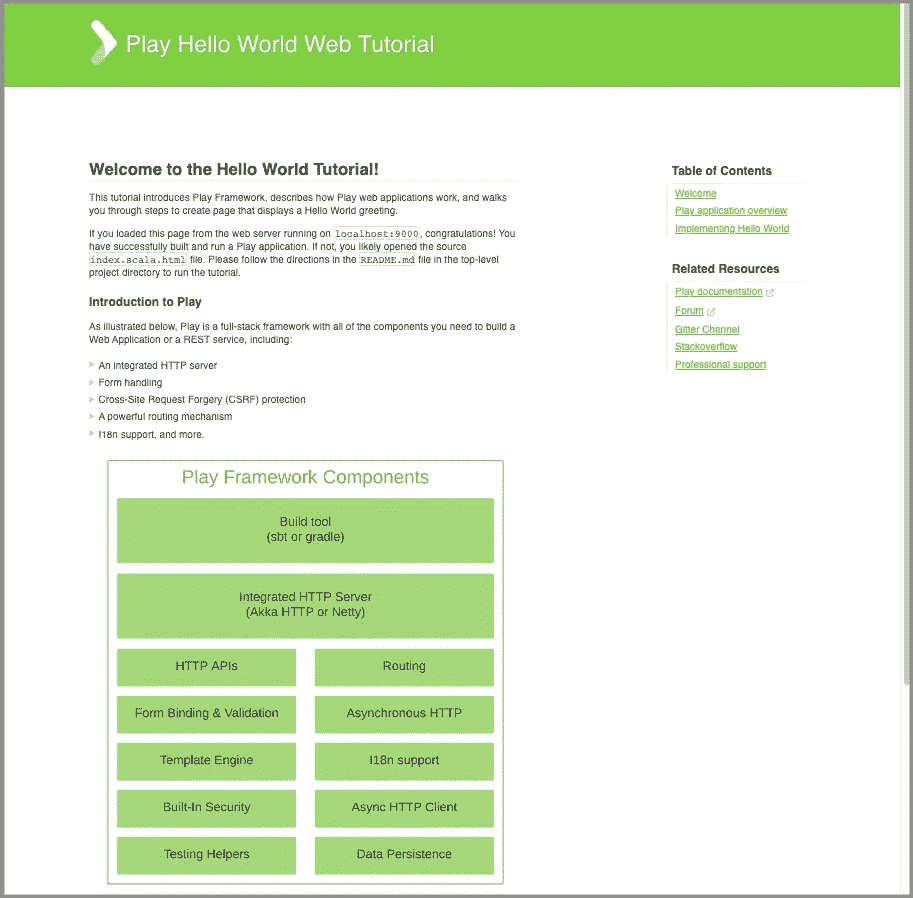 Play Hello World Web Tutorial
Welcome to the Hello World Tutorial!
This tutorial introduces Play Framework, describes how Play web applications work, and walks
you through steps to create page that displays a Hello World greeting.
If you loaded this page from the web server running on localhost:9000, congratulations! You
have successfully built and run a Play application. If not, you likely opened the source
index.scala.html file. Please follow the directions in the README.md file in the top-level
project directory to run the tutorial.
Introduction to Play
As illustrated below, Play is a full-stack framework with all of the components you need to build a
Web Application or a REST service, including:
An integrated HTTP server
Form handling
Cross-Site Request Forgery (CSRF) protection
A powerful routing mechanism
I18n support, and more.
Play Framework Components
Build tool
(sbt or gradle)
Integrated HTTP Server
(Akka HTTP or Netty)
HTTP APIs
Routing
Form Binding & Validation
Asynchronous HTTP
Template Engine
I18n support
Built-In Security
Async HTTP Client
Testing Helpers
Data Persistence
Table of Contents
Welcome
Play application overview
Implementing Hello World
Related Resources
Play documentation
Forum
Gitter Channel
Stackoverflow
Professional support